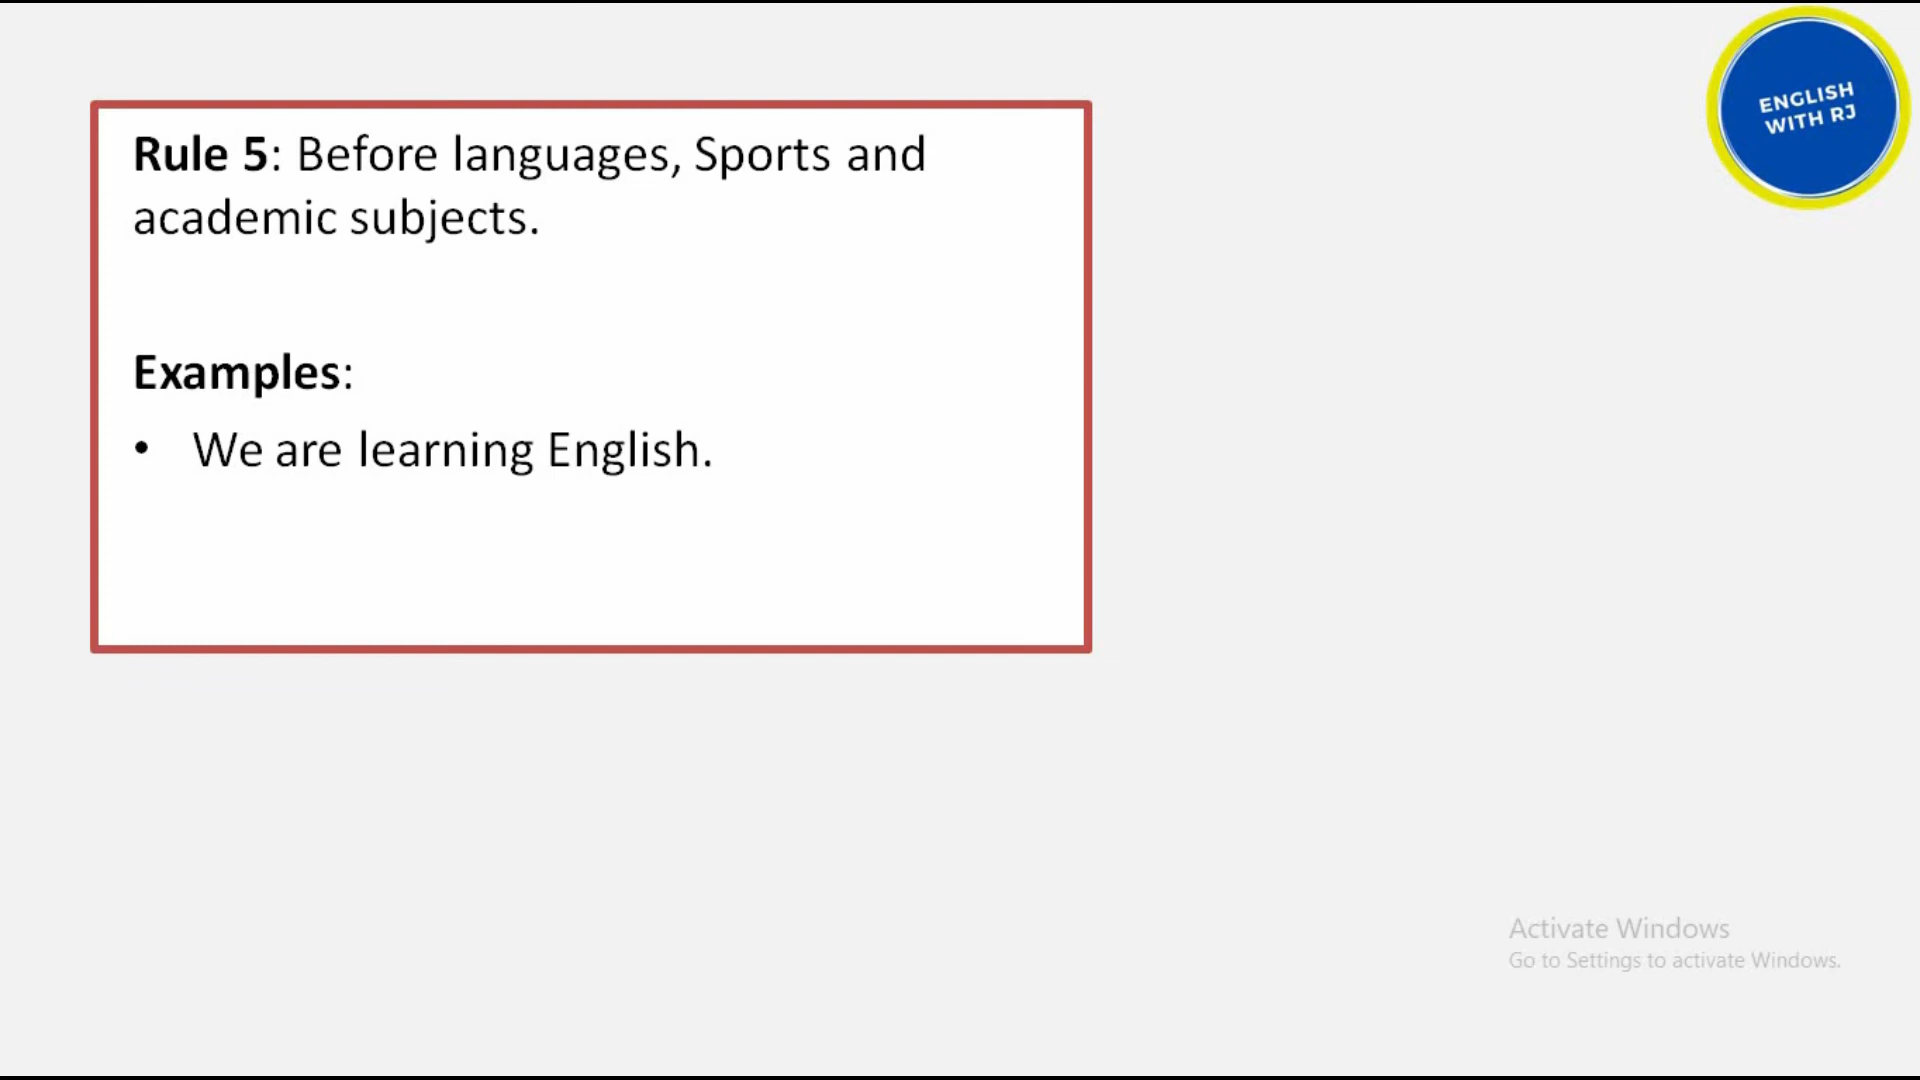 ENGLISH
WITH RJ
Rule 5: Before languages, Sports and
academic subjects.
Examples:
• We are learning English.
Activate Windows
Go to Settings to activate Windows.